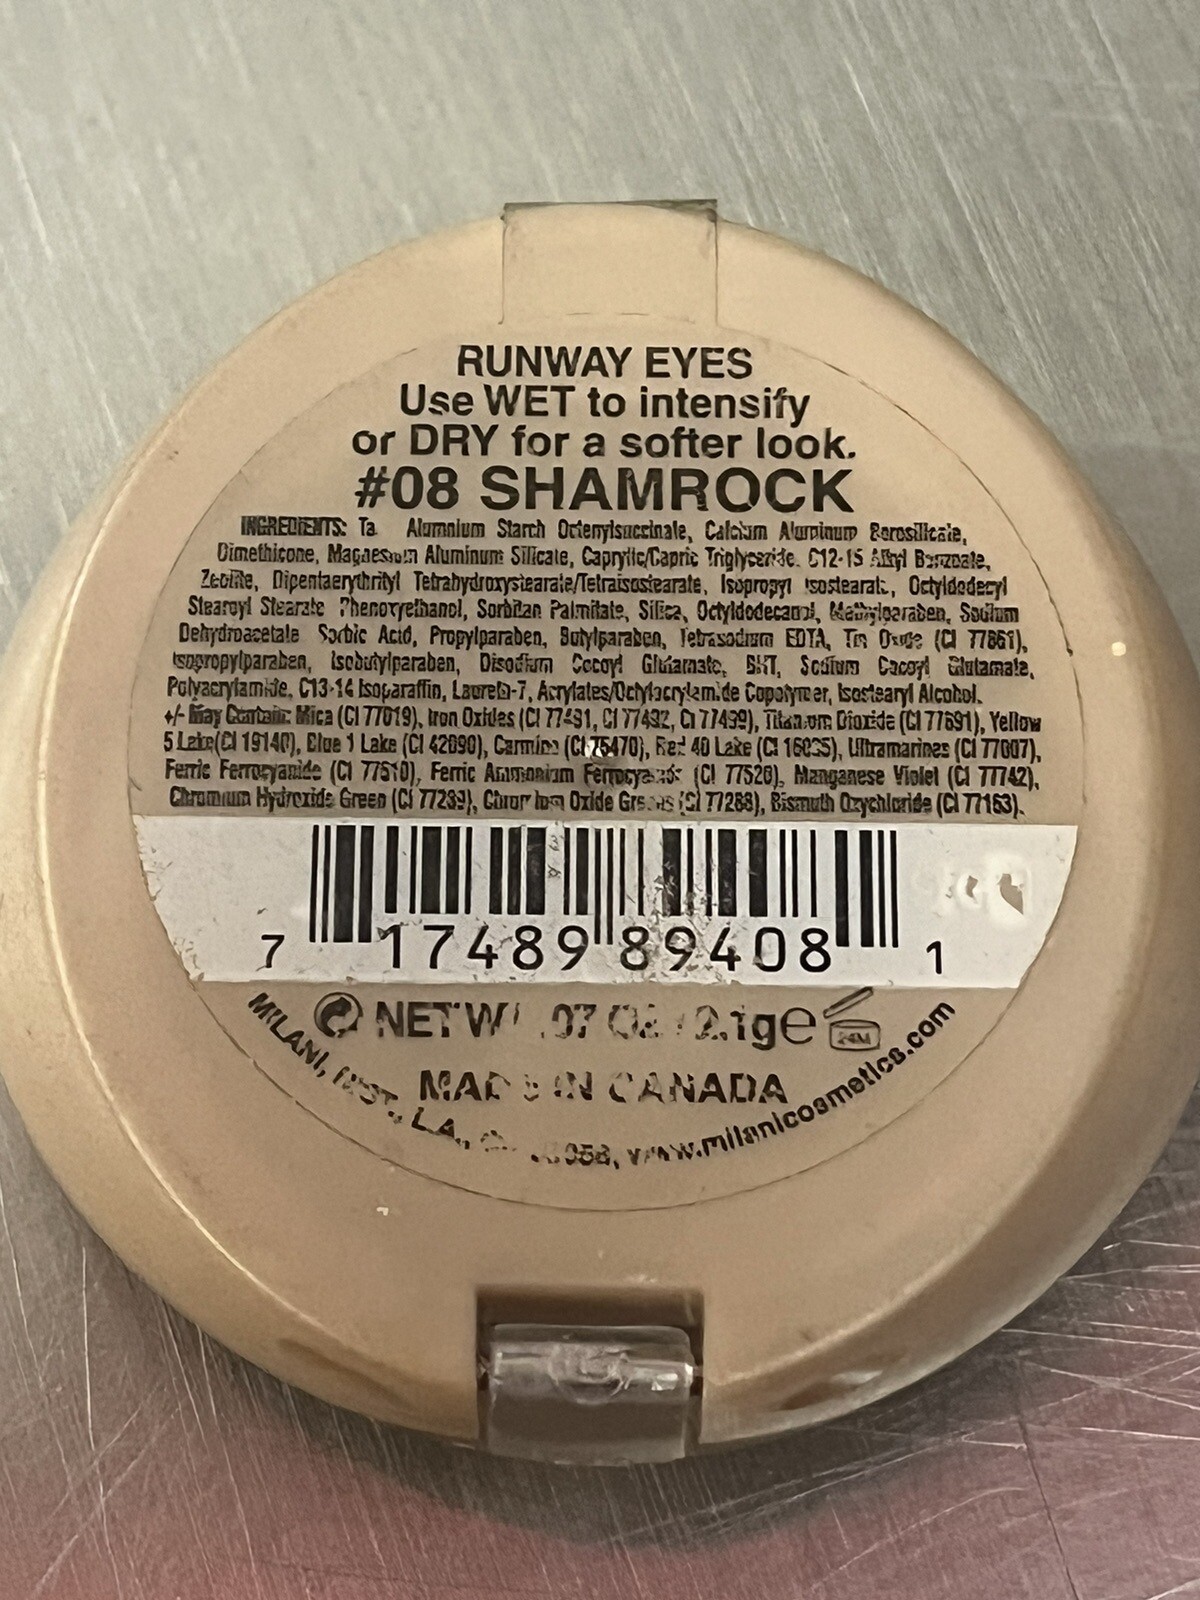 RUNWAY EYES
Use WET to intensify
or DRY for a softer look.
#08 SHAMROCK
INGREDIENTS: Alumnium Starch Octenylsuccinate, Calcium Aluminum Borosilicate,
Dimethicone, Magnesium Aluminum Silicate, Caprylic/Capric Triglyceride, C12-15 Alkyl Benzoate,
Zeolite, Dipentaerythrityl Tetrahydroxystearate/Tetraisostearate, Isopropyl Isostearate, Octyldodecyl
Stearoyl Stearate Phenoxyethanol, Sorbitan Palmitate, Silica, Octyldodecanol, Methylparaben, Sodium
Dehydroacetate Sorbic Acid, Propylparaben, Butylparaben, Tetrasodium EDTA, Tin Oxide (CI 77861),
Isopropylparaben, Isobutylparaben, Disodium Cocoyl Glutamate, BHT, Sodium Cocoyl Glutamate,
Polyacrylamide, C13-14 Isoparaffin, Laureth-7, Acrylates/Octylacrylamide Copolymer, Isostearyl Alcohol.
+/- May Contain: Mica (CI 77019), Iron Oxides (CI 77491, CI 77492, CI 77499), Titanium Dioxide (CI 77891), Yellow
5 Lake(CI 19140), Blue 1 Lake (CI 42090), Carmine (CI 75470), Red 40 Lake (CI 16035), Ultramarines (CI 77007),
Ferric Ferrocyanide (CI 77510), Ferric Ammonium Ferrocyanide (CI 77520), Manganese Violet (CI 77742),
Chromium Hydroxide Green (CI 77289), Chromium Oxide Greens (CI 77288), Bismuth Oxychloride (CI 77163).
7 17489 89408 1
NET WT .07 Oz / 2.1g e 24M
MADE IN CANADA
MILANI, L.A., www.milanicosmetics.com